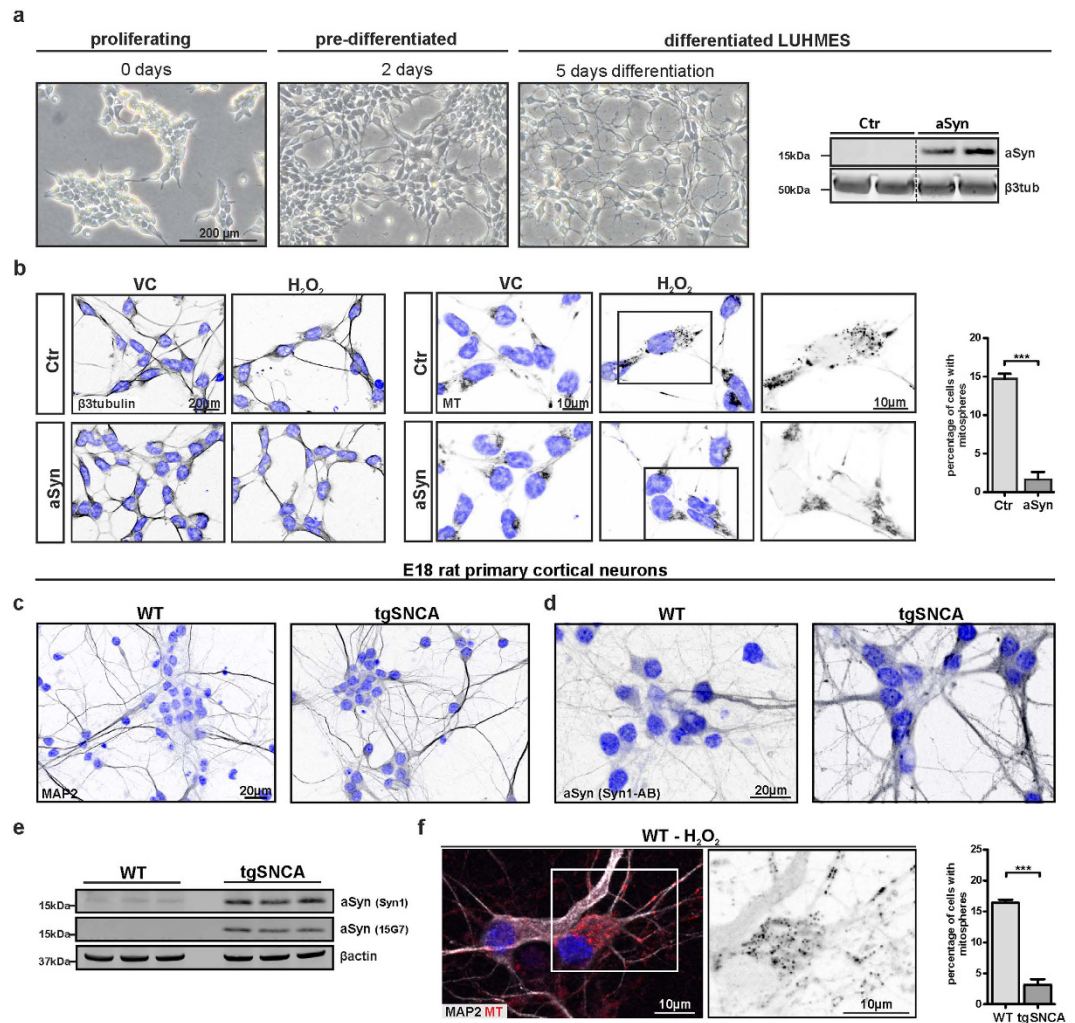 a
proliferating
pre-differentiated
differentiated LUHMES
0 days
2 days
5 days differentiation
200 µm
Ctr
aSyn
15kDa
aSyn
50kDa
β3tub
b
VC
H₂O₂
VC
H₂O₂
Ctr
β3tubulin
20µm
MT
10µm
10µm
aSyn
percentage of cells with
mitospheres
20
15
10
5
0
***
Ctr
aSyn
E18 rat primary cortical neurons
c
WT
tgSNCA
d
WT
tgSNCA
MAP2
20µm
aSyn (Syn1-AB)
20µm
e
WT
tgSNCA
15kDa
aSyn (Syn1)
15kDa
aSyn (15G7)
37kDa
βactin
f
WT - H₂O₂
MAP2 MT
10µm
10µm
percentage of cells with
mitospheres
25
20
15
10
5
0
***
WT
tgSNCA